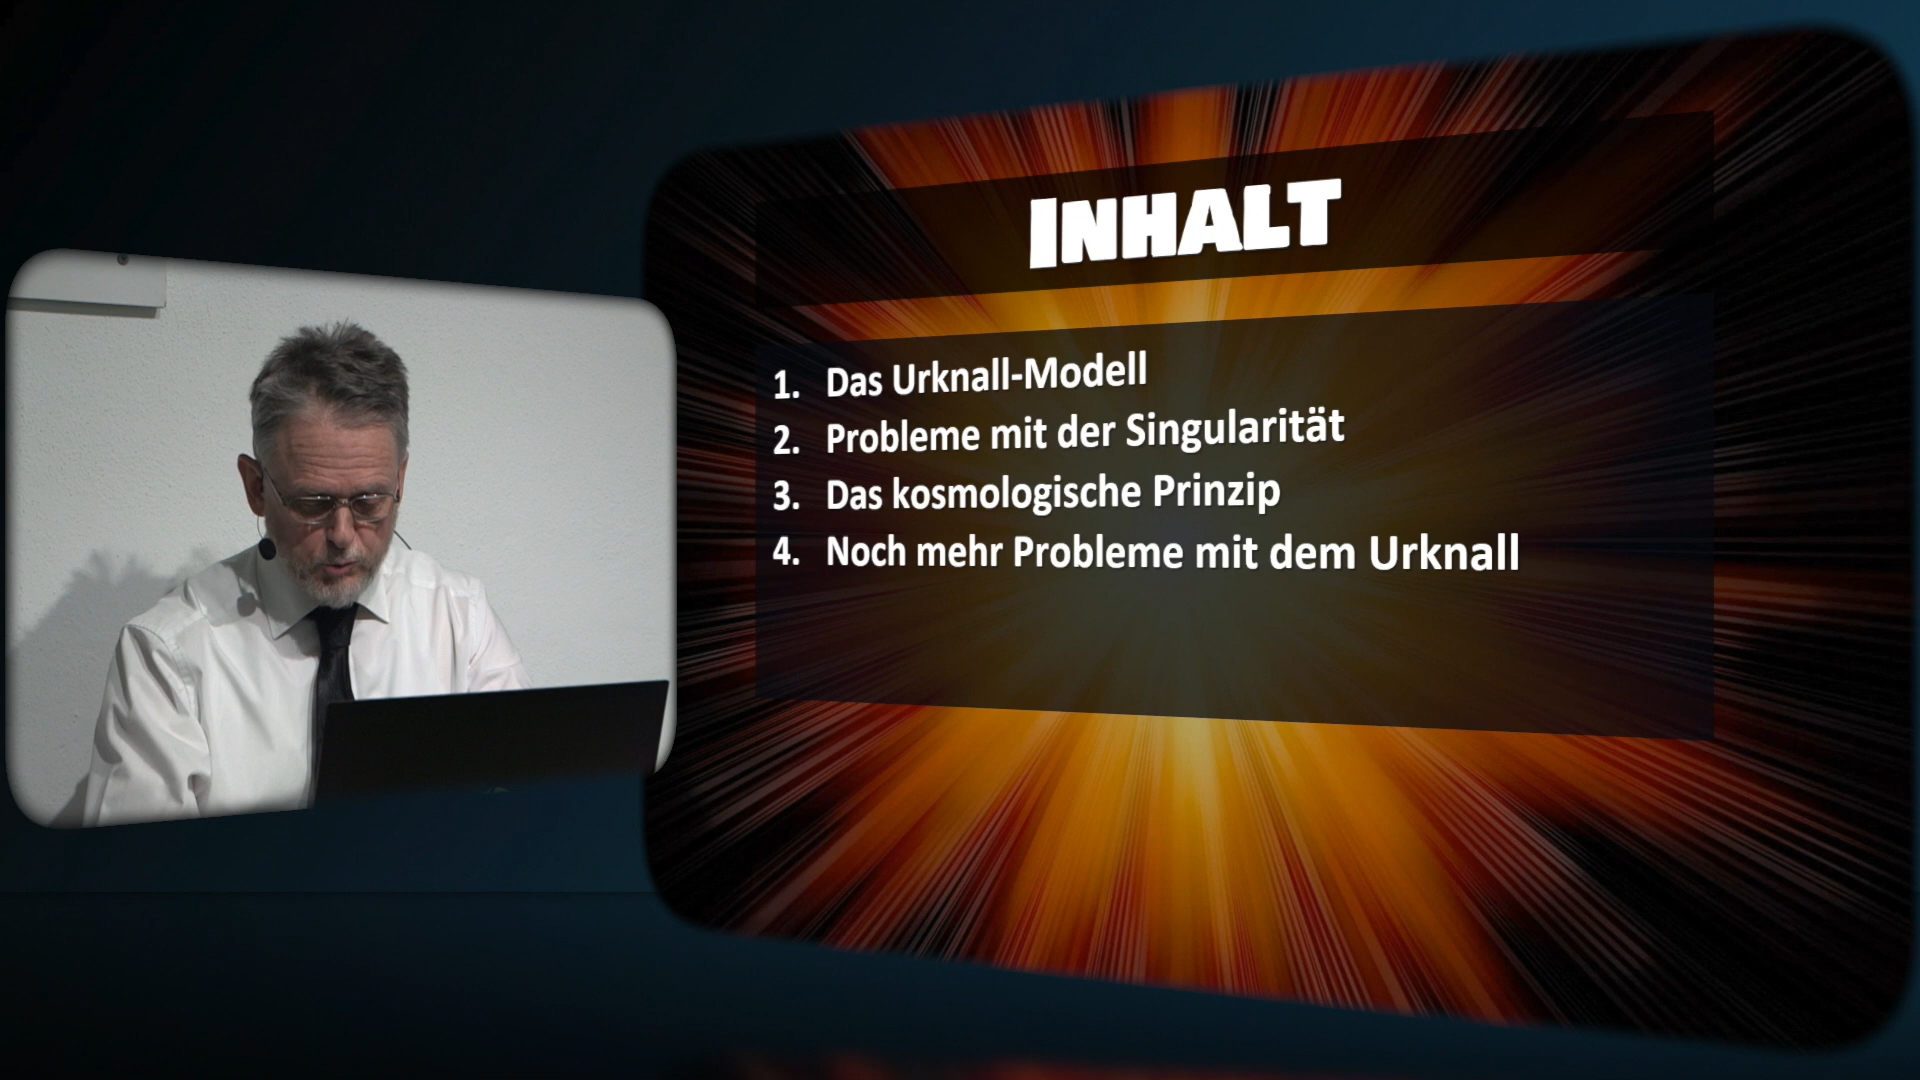 INHALT
1. Das Urknall-Modell
2. Probleme mit der Singularität
3. Das kosmologische Prinzip
4. Noch mehr Probleme mit dem Urknall